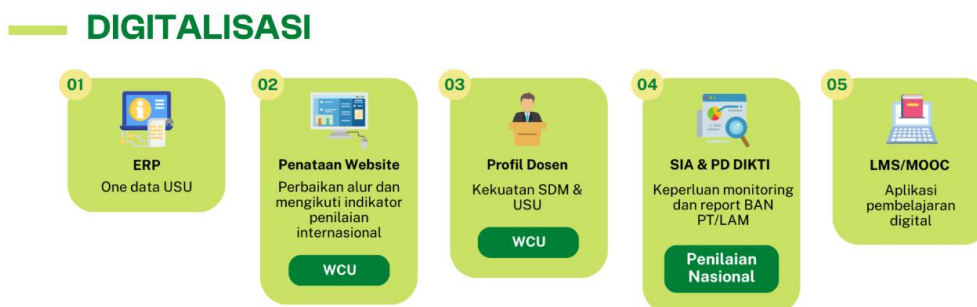 DIGITALISASI
01
ERP
One data USU
02
Penataan Website
Perbaikan alur dan
mengikuti indikator
penilaian
internasional
WCU
03
Profil Dosen
Kekuatan SDM &
USU
WCU
04
SIA & PD DIKTI
Keperluan monitoring
dan report BAN
PT/LAM
Penilaian
Nasional
05
LMS/MOOC
Aplikasi
pembelajaran
digital